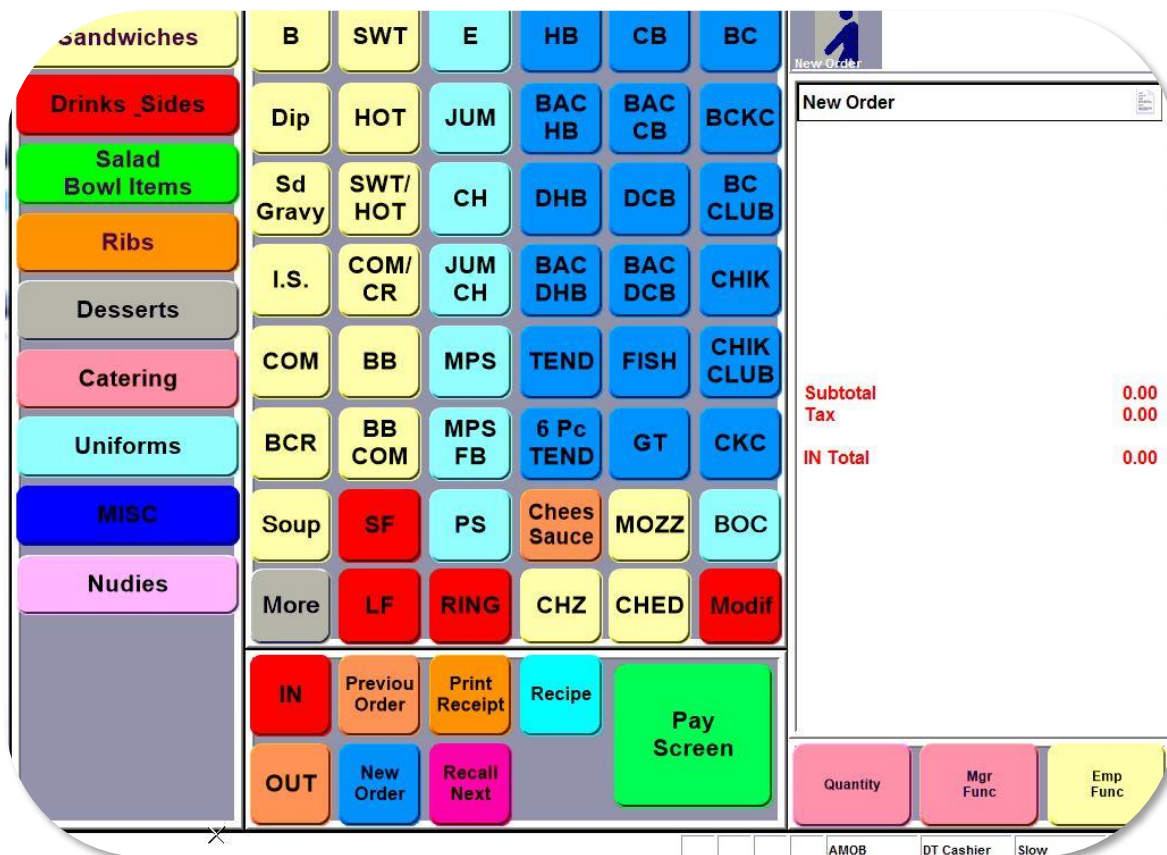 Sandwiches
Drinks _Sides
Salad
Bowl Items
Ribs
Desserts
Catering
Uniforms
MISC
Nudies
B
SWT
E
HB
CB
BC
Dip
HOT
JUM
BAC
HB
BAC
CB
BCKC
Sd
Gravy
SWT/
HOT
CH
DHB
DCB
BC
CLUB
I.S.
COM/
CR
JUM
CH
BAC
DHB
BAC
DCB
CHIK
COM
BB
MPS
TEND
FISH
CHIK
CLUB
BCR
BB
COM
MPS
FB
6 Pc
TEND
GT
CKC
Soup
SF
PS
Chees
Sauce
MOZZ
BOC
More
LF
RING
CHZ
CHED
Modif
IN
Previou
Order
Print
Receipt
Recipe
Pay
Screen
OUT
New
Order
Recall
Next
New Order
New Order
Subtotal 0.00
Tax 0.00
IN Total 0.00
Quantity
Mgr
Func
Emp
Func
AMOB
DT Cashier
Slow